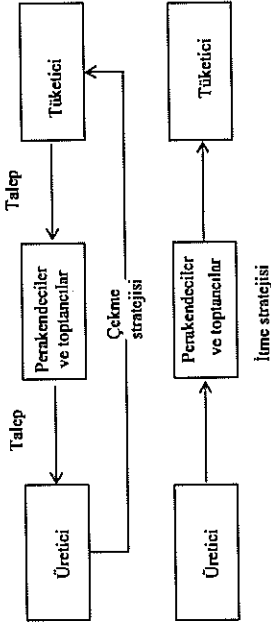 Talep
Talep
Üretici
Perakendeciler
ve toptancılar
Tüketici
Çekme
stratejisi
Üretici
Perakendeciler
ve toptancılar
Tüketici
İtme stratejisi